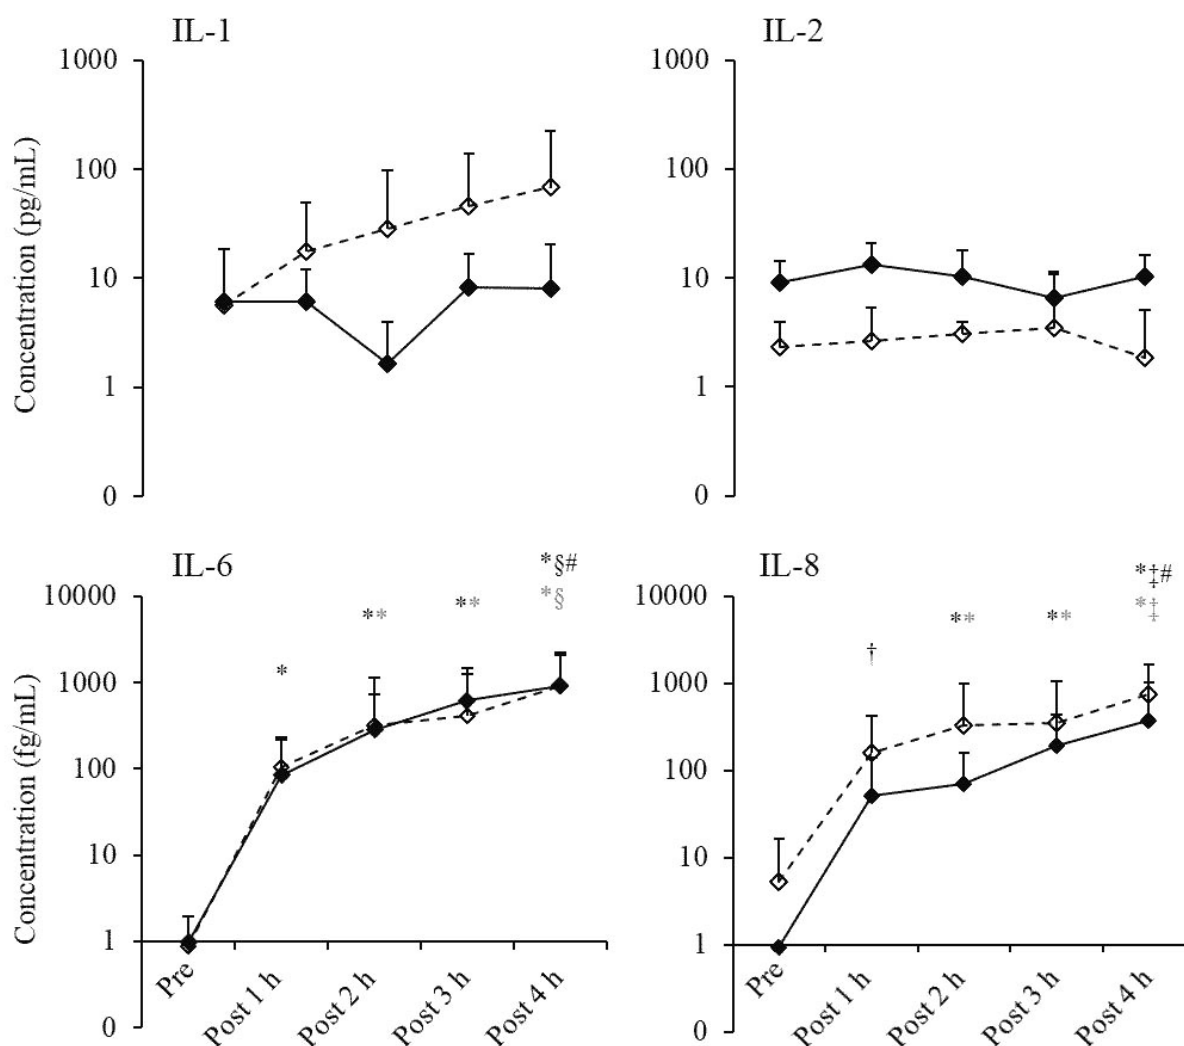 IL-1
1000
100
10
1
0
Concentration (pg/mL)
IL-2
1000
100
10
1
0
IL-6
*§#
*§
**
**
*
10000
1000
100
10
1
0
Concentration (fg/mL)
Pre
Post 1 h
Post 2 h
Post 3 h
Post 4 h
IL-8
*‡#
*‡
**
**
†
10000
1000
100
10
1
0
Pre
Post 1 h
Post 2 h
Post 3 h
Post 4 h